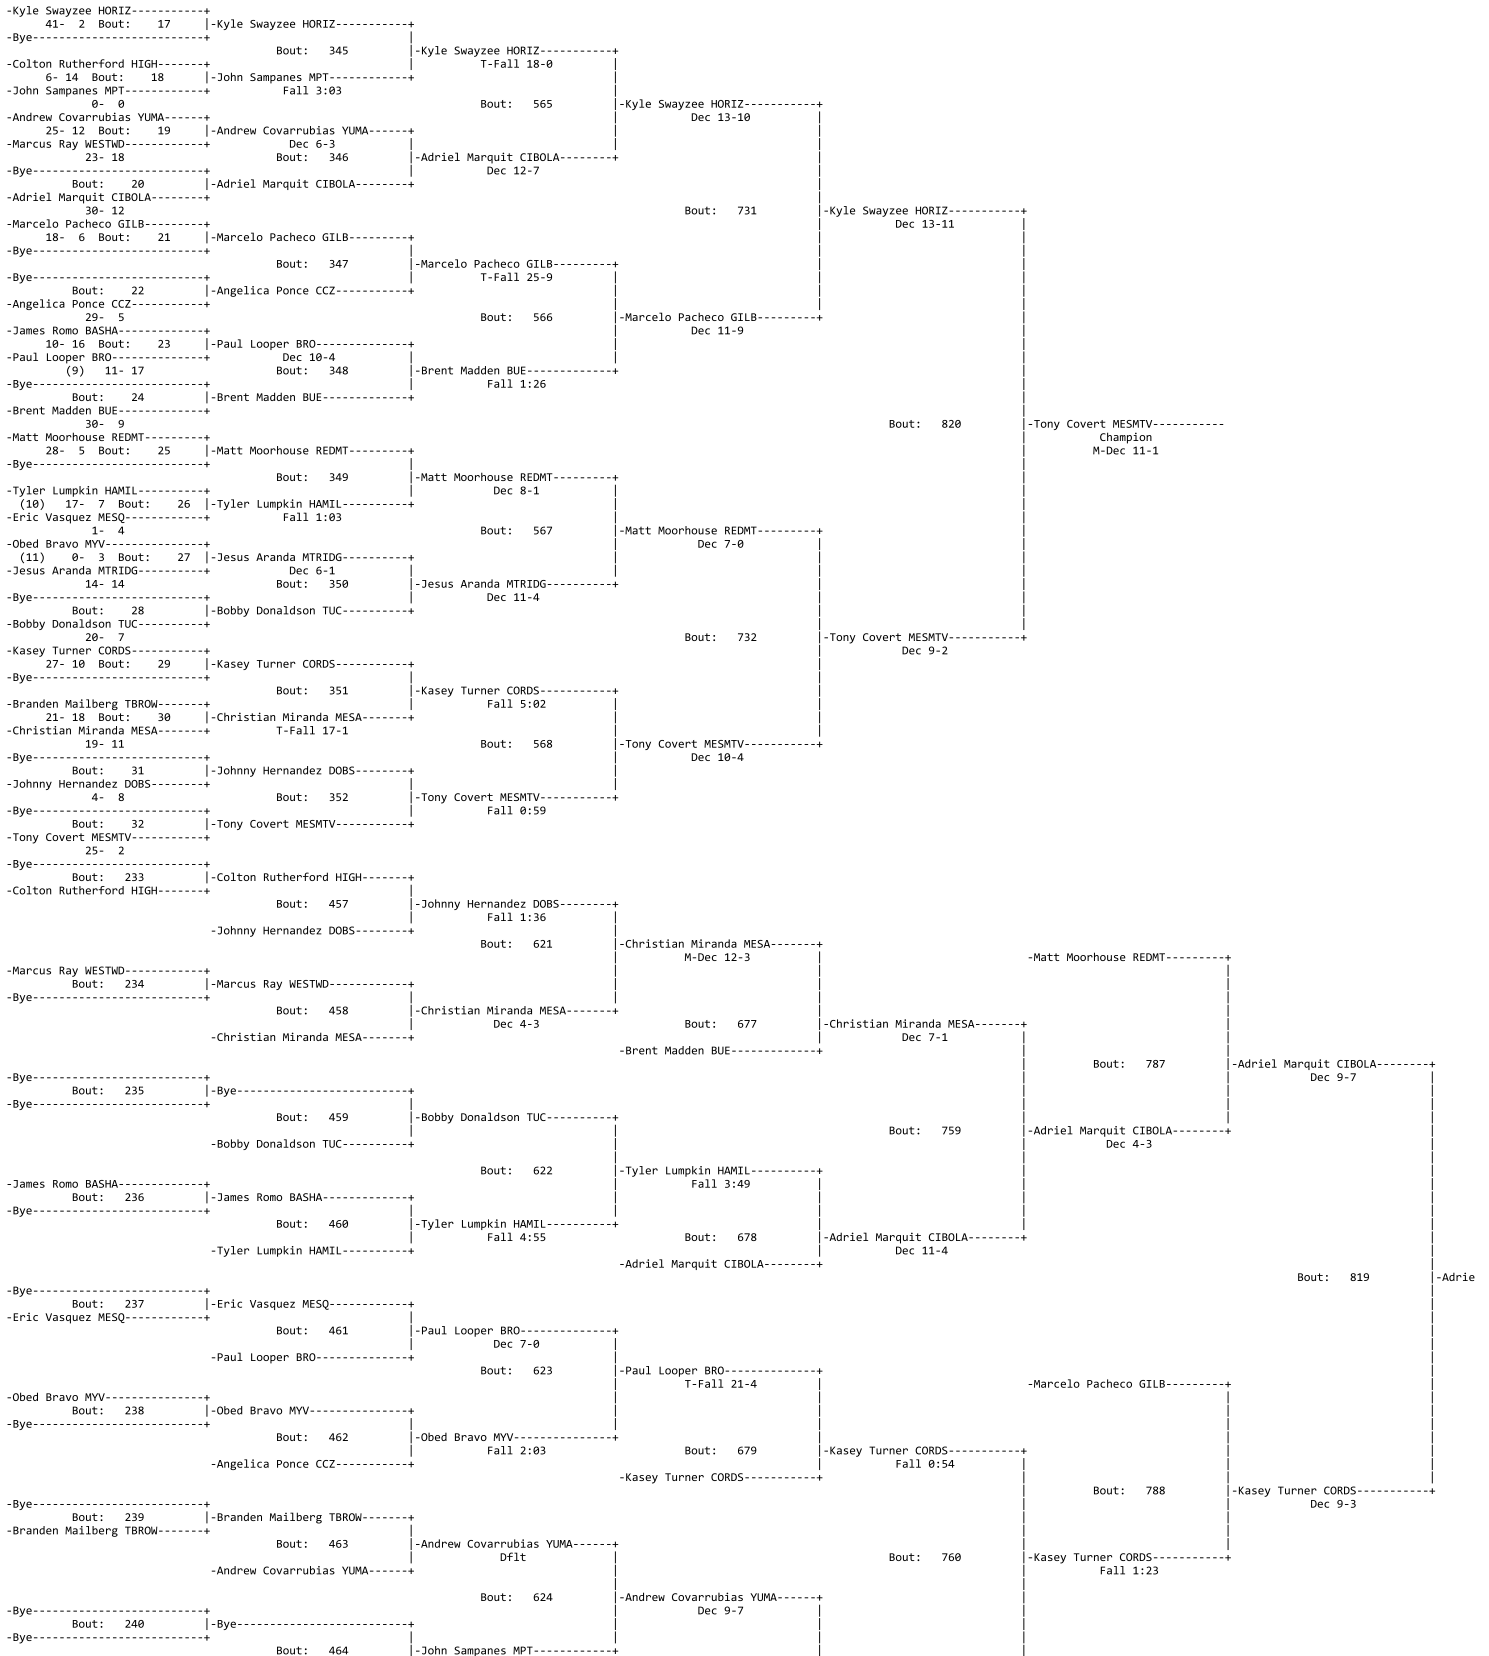 -Kyle Swayzee HORIZ-----------+
41-  2  Bout:    17     |-Kyle Swayzee HORIZ-----------+
-Bye--------------------------+
Bout:   345          |-Kyle Swayzee HORIZ-----------+
-Colton Rutherford HIGH-------+                              |          T-Fall 18-0
6- 14  Bout:    18      |-John Sampanes MPT------------+
-John Sampanes MPT------------+           Fall 3:03
0-  0                                                      Bout:   565          |-Kyle Swayzee HORIZ-----------+
-Andrew Covarrubias YUMA------+                                                                         Dec 13-10
25- 12  Bout:    19     |-Andrew Covarrubias YUMA------+
-Marcus Ray WESTWD------------+            Dec 6-3
23- 18                       Bout:   346          |-Adriel Marquit CIBOLA--------+
-Bye--------------------------+                              |           Dec 12-7
Bout:    20         |-Adriel Marquit CIBOLA--------+
-Adriel Marquit CIBOLA--------+
30- 12                                                                                     Bout:   731          |-Kyle Swayzee HORIZ-----------+
-Marcelo Pacheco GILB---------+                                                                                                        Dec 13-11
18-  6  Bout:    21     |-Marcelo Pacheco GILB---------+
-Bye--------------------------+
Bout:   347          |-Marcelo Pacheco GILB---------+
-Bye--------------------------+                              |          T-Fall 25-9
Bout:    22         |-Angelica Ponce CCZ-----------+
-Angelica Ponce CCZ-----------+
29-  5                                                     Bout:   566          |-Marcelo Pacheco GILB---------+
-James Romo BASHA-------------+                                                                         Dec 11-9
10- 16  Bout:    23     |-Paul Looper BRO--------------+
-Paul Looper BRO--------------+           Dec 10-4
(9)   11- 17                    Bout:   348          |-Brent Madden BUE-------------+
-Bye--------------------------+                              |           Fall 1:26
Bout:    24         |-Brent Madden BUE-------------+
-Brent Madden BUE-------------+
30-  9                                                                                                                    Bout:   820          |-Tony Covert MESMTV-----------
-Matt Moorhouse REDMT---------+                                                                                                                                      Champion
28-  5  Bout:    25     |-Matt Moorhouse REDMT---------+                                                                                                      M-Dec 11-1
-Bye--------------------------+
Bout:   349          |-Matt Moorhouse REDMT---------+
-Tyler Lumpkin HAMIL----------+                              |            Dec 8-1
(10)   17-  7  Bout:    26  |-Tyler Lumpkin HAMIL----------+
-Eric Vasquez MESQ------------+           Fall 1:03
1-  4                                                      Bout:   567          |-Matt Moorhouse REDMT---------+
-Obed Bravo MYV---------------+                                                                          Dec 7-0
(11)    0-  3  Bout:    27  |-Jesus Aranda MTRIDG----------+
-Jesus Aranda MTRIDG----------+            Dec 6-1
14- 14                       Bout:   350          |-Jesus Aranda MTRIDG----------+
-Bye--------------------------+                              |           Dec 11-4
Bout:    28         |-Bobby Donaldson TUC----------+
-Bobby Donaldson TUC----------+
20-  7                                                                                     Bout:   732          |-Tony Covert MESMTV-----------+
-Kasey Turner CORDS-----------+                                                                                                         Dec 9-2
27- 10  Bout:    29     |-Kasey Turner CORDS-----------+
-Bye--------------------------+
Bout:   351          |-Kasey Turner CORDS-----------+
-Branden Mailberg TBROW-------+                              |           Fall 5:02
21- 18  Bout:    30     |-Christian Miranda MESA-------+
-Christian Miranda MESA-------+          T-Fall 17-1
19- 11                                                     Bout:   568          |-Tony Covert MESMTV-----------+
-Bye--------------------------+                                                                         Dec 10-4
Bout:    31         |-Johnny Hernandez DOBS--------+
-Johnny Hernandez DOBS--------+
4-  8                       Bout:   352          |-Tony Covert MESMTV-----------+
-Bye--------------------------+                              |           Fall 0:59
Bout:    32         |-Tony Covert MESMTV-----------+
-Tony Covert MESMTV-----------+
25-  2
-Bye--------------------------+
Bout:   233         |-Colton Rutherford HIGH-------+
-Colton Rutherford HIGH-------+
Bout:   457          |-Johnny Hernandez DOBS--------+
Fall 1:36
-Johnny Hernandez DOBS--------+
Bout:   621          |-Christian Miranda MESA-------+
M-Dec 12-3          -Matt Moorhouse REDMT---------+
-Marcus Ray WESTWD------------+
Bout:   234         |-Marcus Ray WESTWD------------+
-Bye--------------------------+
Bout:   458          |-Christian Miranda MESA-------+
Dec 4-3          Bout:   677          |-Christian Miranda MESA-------+
-Christian Miranda MESA-------+                                                                         Dec 7-1
-Brent Madden BUE-------------+
Bout:   787          |-Adriel Marquit CIBOLA--------+
-Bye--------------------------+                                                                         Dec 9-7
Bout:   235         |-Bye--------------------------+
-Bye--------------------------+
Bout:   459          |-Bobby Donaldson TUC----------+
Bout:   759          |-Adriel Marquit CIBOLA--------+
-Bobby Donaldson TUC----------+                                                                         Dec 4-3
Bout:   622          |-Tyler Lumpkin HAMIL----------+
-James Romo BASHA-------------+                                                                         Fall 3:49
Bout:   236         |-James Romo BASHA-------------+
-Bye--------------------------+
Bout:   460          |-Tyler Lumpkin HAMIL----------+
Fall 4:55          Bout:   678          |-Adriel Marquit CIBOLA--------+
-Tyler Lumpkin HAMIL----------+                                                                         Dec 11-4
-Adriel Marquit CIBOLA--------+
Bout:   819          |-Adrie
-Bye--------------------------+
Bout:   237         |-Eric Vasquez MESQ------------+
-Eric Vasquez MESQ------------+
Bout:   461          |-Paul Looper BRO--------------+
Dec 7-0
-Paul Looper BRO--------------+
Bout:   623          |-Paul Looper BRO--------------+
T-Fall 21-4          -Marcelo Pacheco GILB---------+
-Obed Bravo MYV---------------+
Bout:   238         |-Obed Bravo MYV---------------+
-Bye--------------------------+
Bout:   462          |-Obed Bravo MYV---------------+
Fall 2:03          Bout:   679          |-Kasey Turner CORDS-----------+
-Angelica Ponce CCZ-----------+                                                                         Fall 0:54
-Kasey Turner CORDS-----------+
Bout:   788          |-Kasey Turner CORDS-----------+
-Bye--------------------------+                                                                         Dec 9-3
Bout:   239         |-Branden Mailberg TBROW-------+
-Branden Mailberg TBROW-------+
Bout:   463          |-Andrew Covarrubias YUMA------+
Dflt          Bout:   760          |-Kasey Turner CORDS-----------+
-Andrew Covarrubias YUMA------+                                                                         Fall 1:23
Bout:   624          |-Andrew Covarrubias YUMA------+
-Bye--------------------------+                                                                         Dec 9-7
Bout:   240         |-Bye--------------------------+
-Bye--------------------------+
Bout:   464          |-John Sampanes MPT------------+